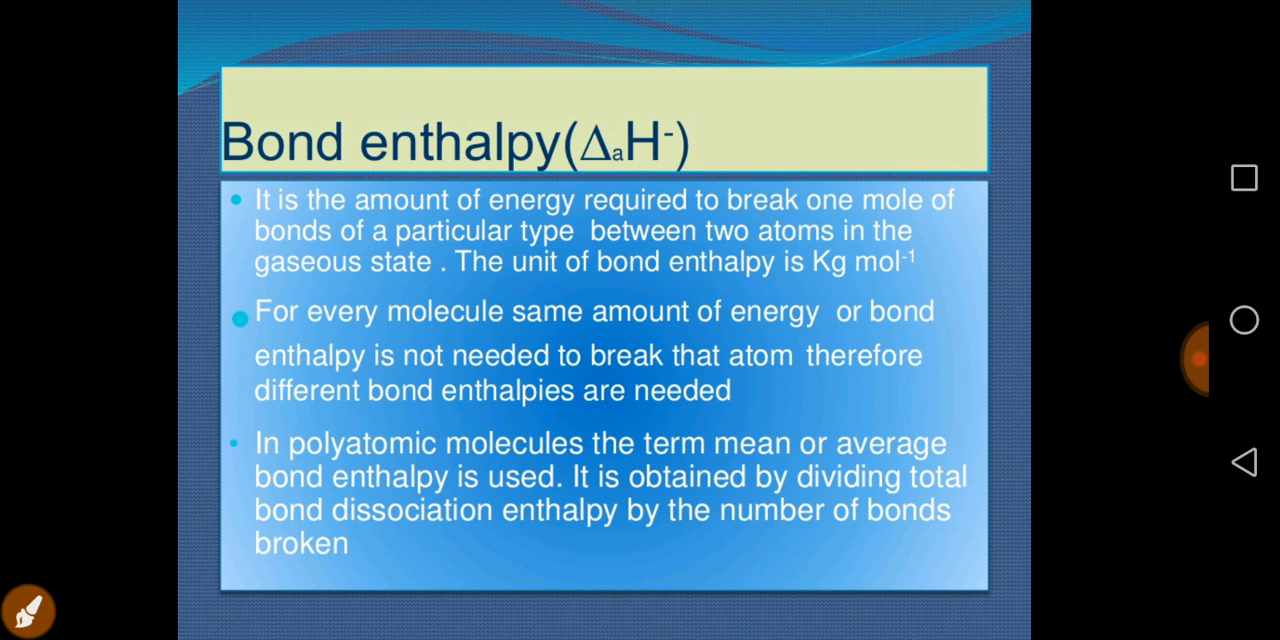 Bond enthalpy(ΔₐH⁻)
It is the amount of energy required to break one mole of
bonds of a particular type between two atoms in the
gaseous state . The unit of bond enthalpy is Kg mol⁻¹
For every molecule same amount of energy or bond
enthalpy is not needed to break that atom therefore
different bond enthalpies are needed
In polyatomic molecules the term mean or average
bond enthalpy is used. It is obtained by dividing total
bond dissociation enthalpy by the number of bonds
broken